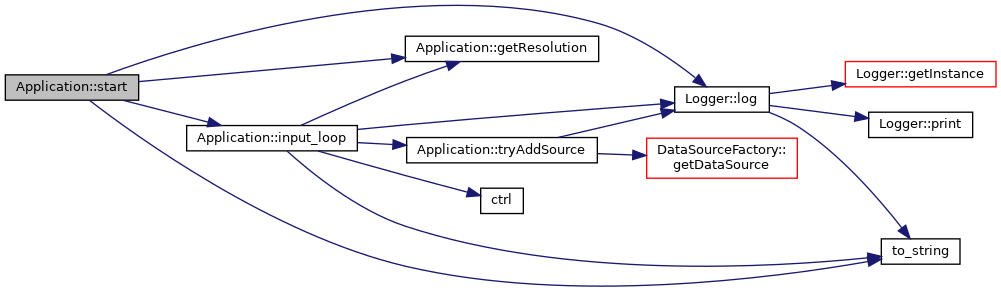 Application::start
Application::getResolution
Application::input_loop
Application::tryAddSource
ctrl
Logger::log
DataSourceFactory::
getDataSource
Logger::getInstance
Logger::print
to_string